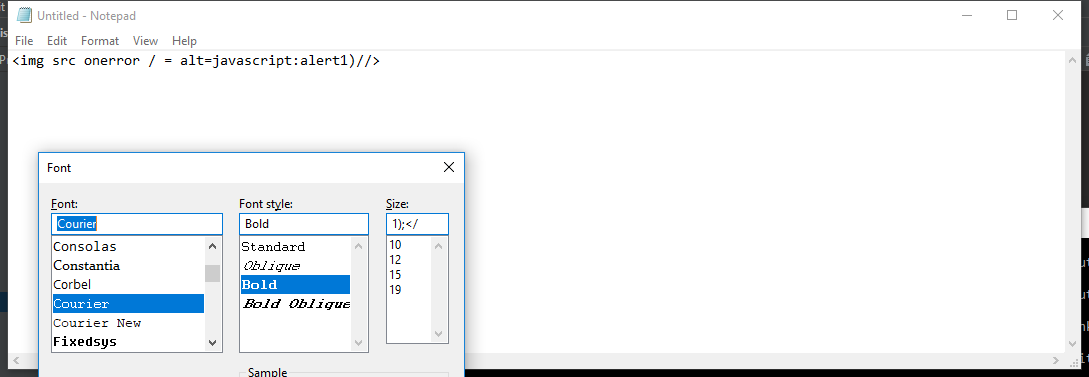 Untitled - Notepad
File Edit Format View Help
<img src onerror / = alt=javascript:alert1)//>
Font
Font: Font style: Size:
Courier Bold 1);</
Consolas Standard 10
Constantia Oblique 12
Corbel Bold 15
Courier Bold Oblique 19
Courier New
Fixedsys
Sample